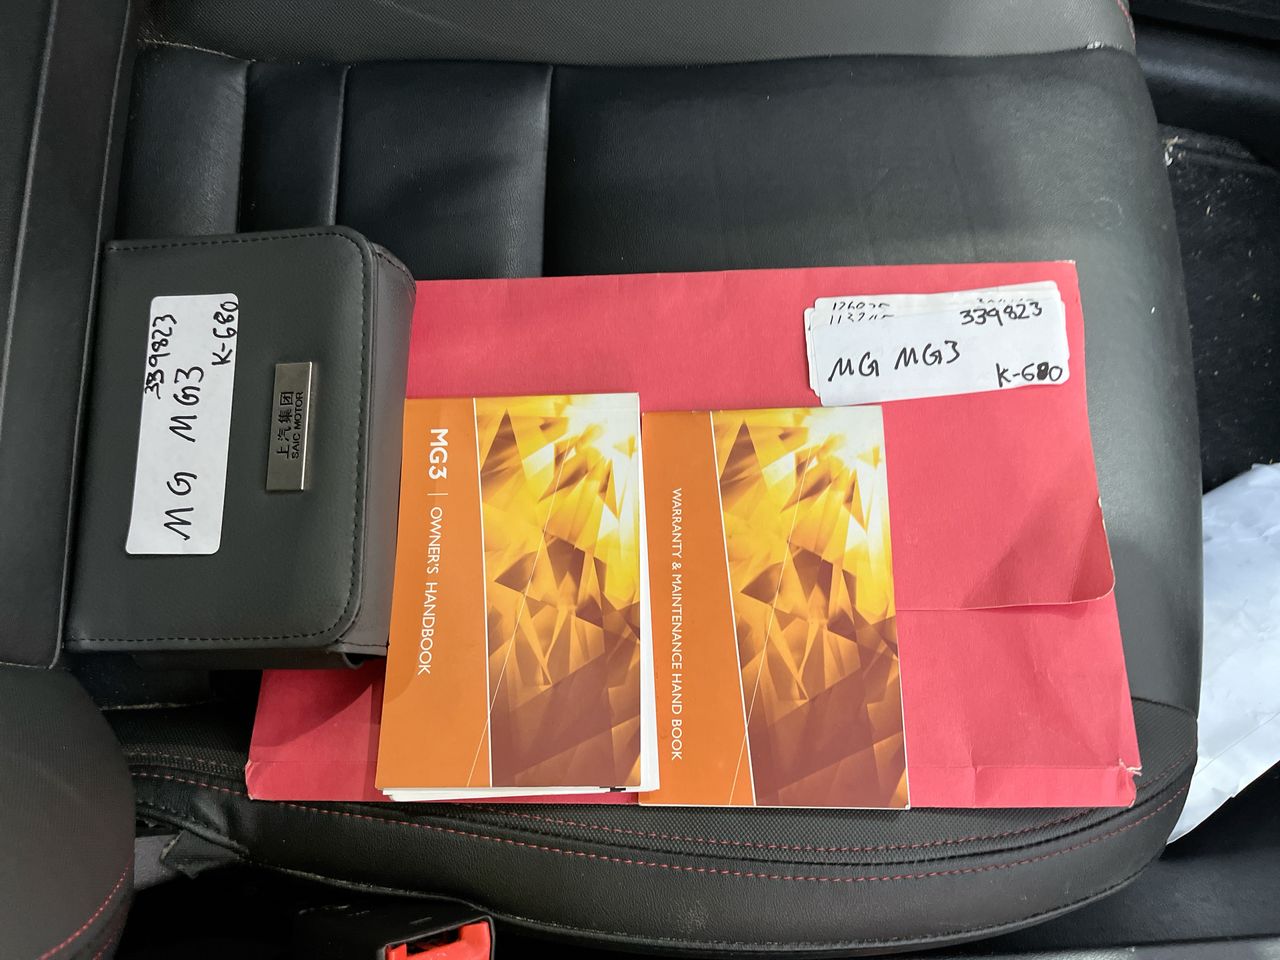 339823
K-680
MG MG3
上汽集团
SAIC MOTOR
MG3 | OWNER'S HANDBOOK
WARRANTY & MAINTENANCE HAND BOOK
339823
MG MG3
K-680